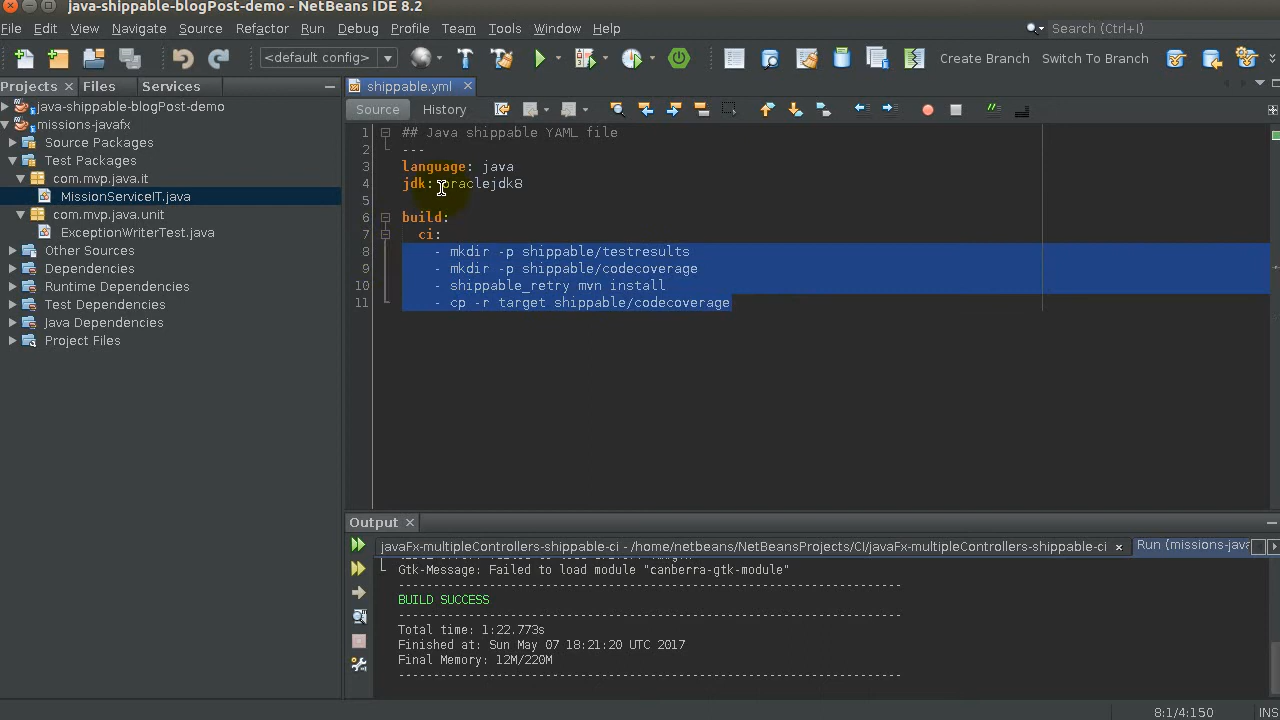 java-shippable-blogPost-demo - NetBeans IDE 8.2
File Edit View Navigate Source Refactor Run Debug Profile Team Tools Window Help Search (Ctrl+I)
<default config> Create Branch Switch To Branch
Projects Files Services shippable.yml
java-shippable-blogPost-demo
missions-javafx
Source Packages
Test Packages
com.mvp.java.it
MissionServiceIT.java
com.mvp.java.unit
ExceptionWriterTest.java
Other Sources
Dependencies
Runtime Dependencies
Test Dependencies
Java Dependencies
Project Files
Source History
1 ## Java shippable YAML file
2 ---
3 language: java
4 jdk: oraclejdk8
5
6 build:
7 ci:
8 - mkdir -p shippable/testresults
9 - mkdir -p shippable/codecoverage
10 - shippable_retry mvn install
11 - cp -r target shippable/codecoverage
Output
javaFx-multipleControllers-shippable-ci - /home/netbeans/NetBeansProjects/CI/javaFx-multipleControllers-shippable-ci Run (missions-java
Gtk-Message: Failed to load module "canberra-gtk-module"
------------------------------------------------------------------------
BUILD SUCCESS
------------------------------------------------------------------------
Total time: 1:22.773s
Finished at: Sun May 07 18:21:20 UTC 2017
Final Memory: 12M/220M
------------------------------------------------------------------------
8:1/4:150 INS